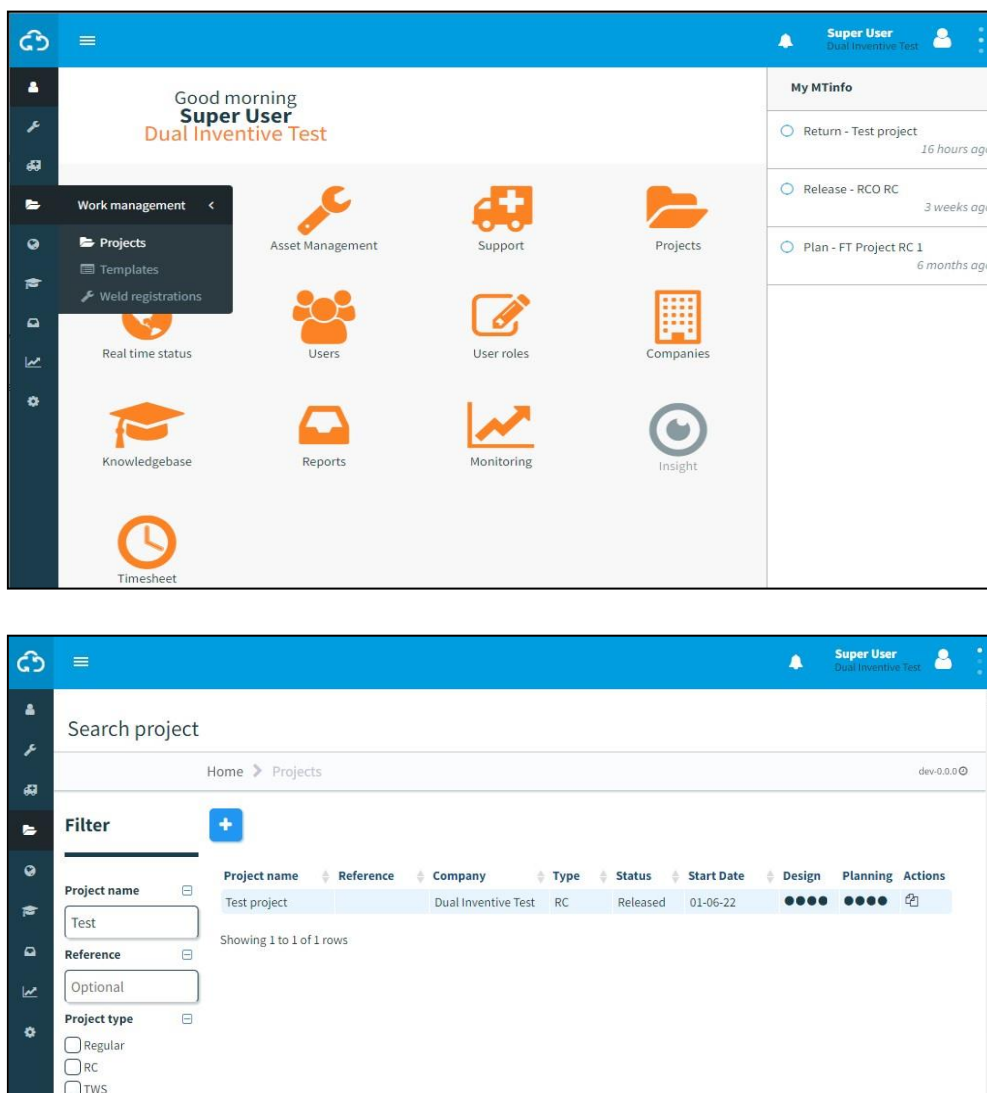 Super User
Dual Inventive Test
Good morning
Super User
Dual Inventive Test
My MTinfo
Return - Test project
16 hours ago
Release - RCO RC
3 weeks ago
Plan - FT Project RC 1
6 months ago
Work management
Projects
Templates
Weld registrations
Asset Management
Support
Projects
Real time status
Users
User roles
Companies
Knowledgebase
Reports
Monitoring
Insight
Timesheet
Super User
Dual Inventive Test
Search project
Home Projects
dev-0.0.0
Filter
Project name
Test
Reference
Optional
Project type
Regular
RC
TWS
Project name Reference Company Type Status Start Date Design Planning Actions
Test project Dual Inventive Test RC Released 01-06-22
Showing 1 to 1 of 1 rows